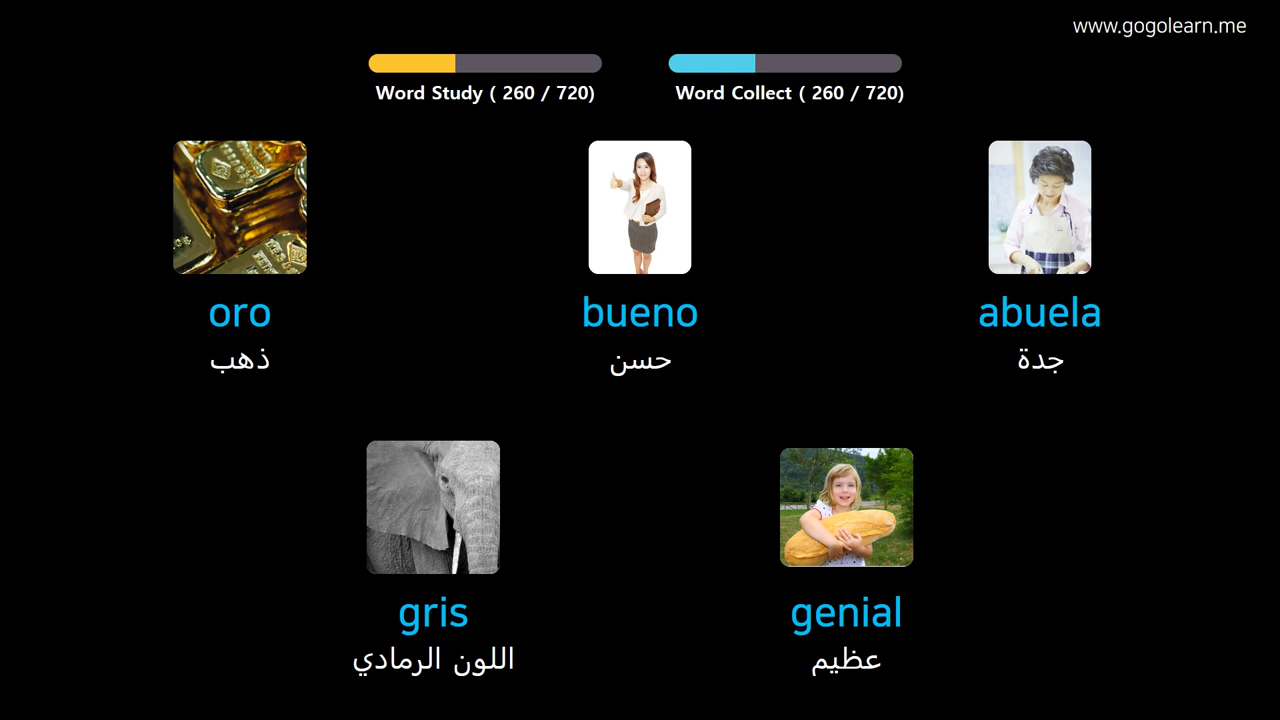 www.gogolearn.me
Word Study ( 260 / 720)
Word Collect ( 260 / 720)
oro
ذهب
bueno
حسن
abuela
جدة
gris
اللون الرمادي
genial
عظيم